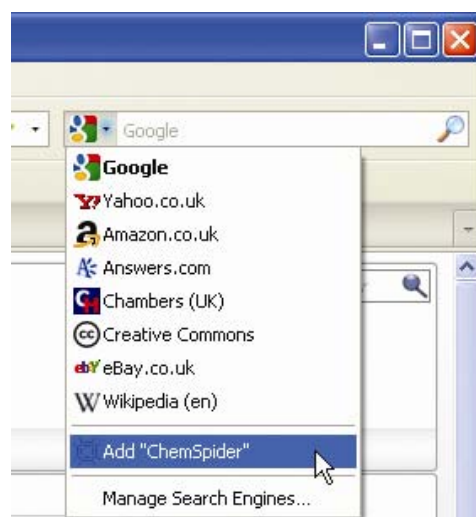 Google
Google
Yahoo.co.uk
Amazon.co.uk
Answers.com
Chambers (UK)
Creative Commons
eBay.co.uk
Wikipedia (en)
Add "ChemSpider"
Manage Search Engines...